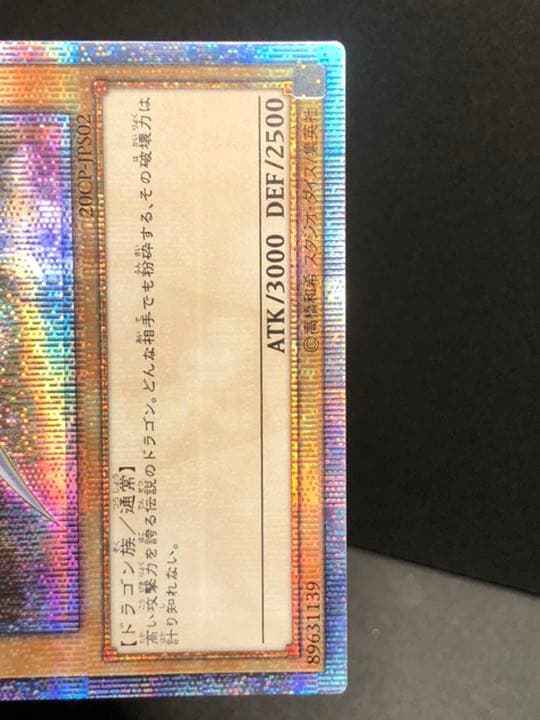 20CP-JPS02
【ドラゴン族／通常】
高い攻撃力を誇る伝説のドラゴン。どんな相手でも粉砕する、その破壊力は
計り知れない。
ATK/3000 DEF/2500
89631139
©高橋和希 スタジオ・ダイス/集英社